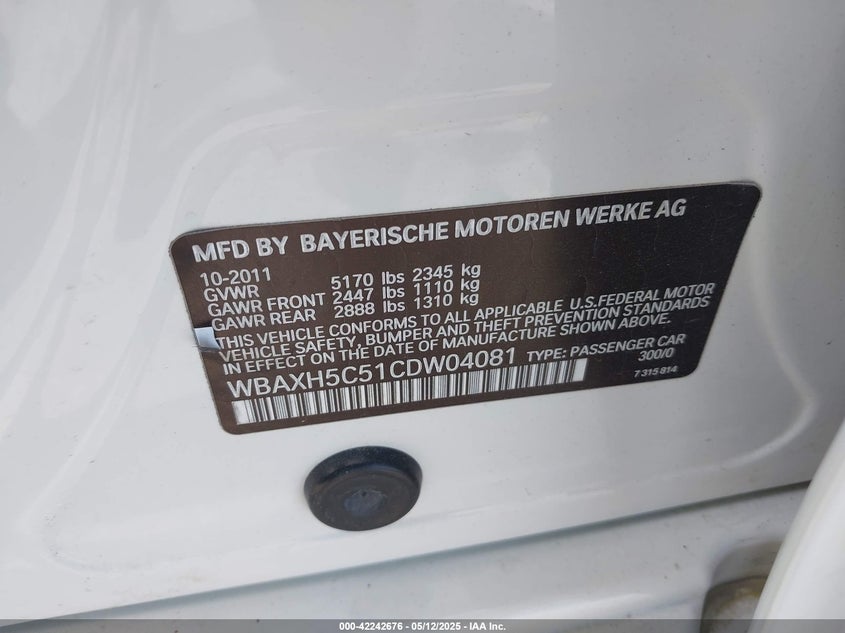 MFD BY BAYERISCHE MOTOREN WERKE AG
10-2011
GVWR 5170 lbs 2345 kg
GAWR FRONT 2447 lbs 1110 kg
GAWR REAR 2888 lbs 1310 kg
THIS VEHICLE CONFORMS TO ALL APPLICABLE U.S. FEDERAL MOTOR
VEHICLE SAFETY, BUMPER AND THEFT PREVENTION STANDARDS
IN EFFECT ON THE DATE OF MANUFACTURE SHOWN ABOVE.
WBAXH5C51CDW04081 TYPE: PASSENGER CAR
300/0
7 315 814
000-42242676 - 05/12/2025 - IAA Inc.